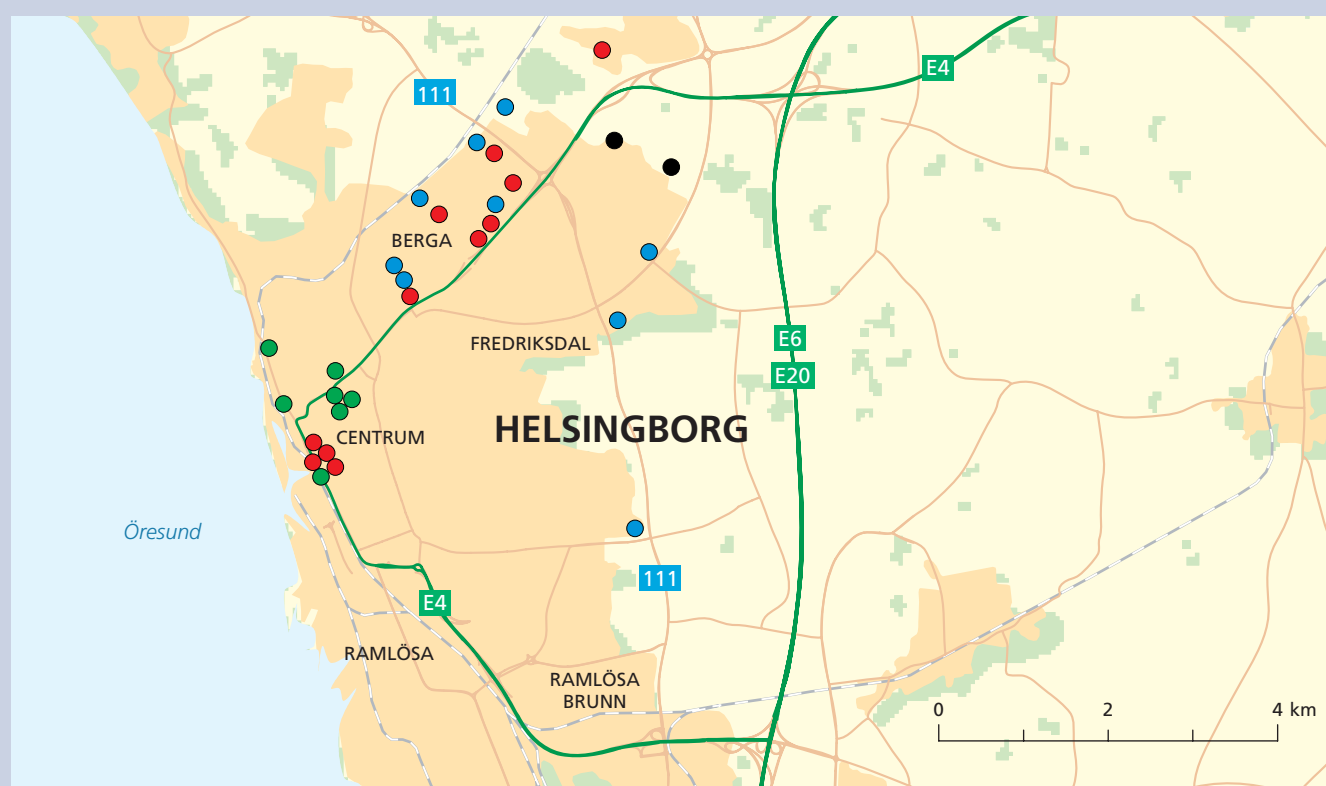 E4
111
BERGA
E6
FREDRIKSDAL
E20
HELSINGBORG
CENTRUM
Öresund
111
E4
RAMLÖSA
RAMLÖSA
BRUNN
0 2 4 km